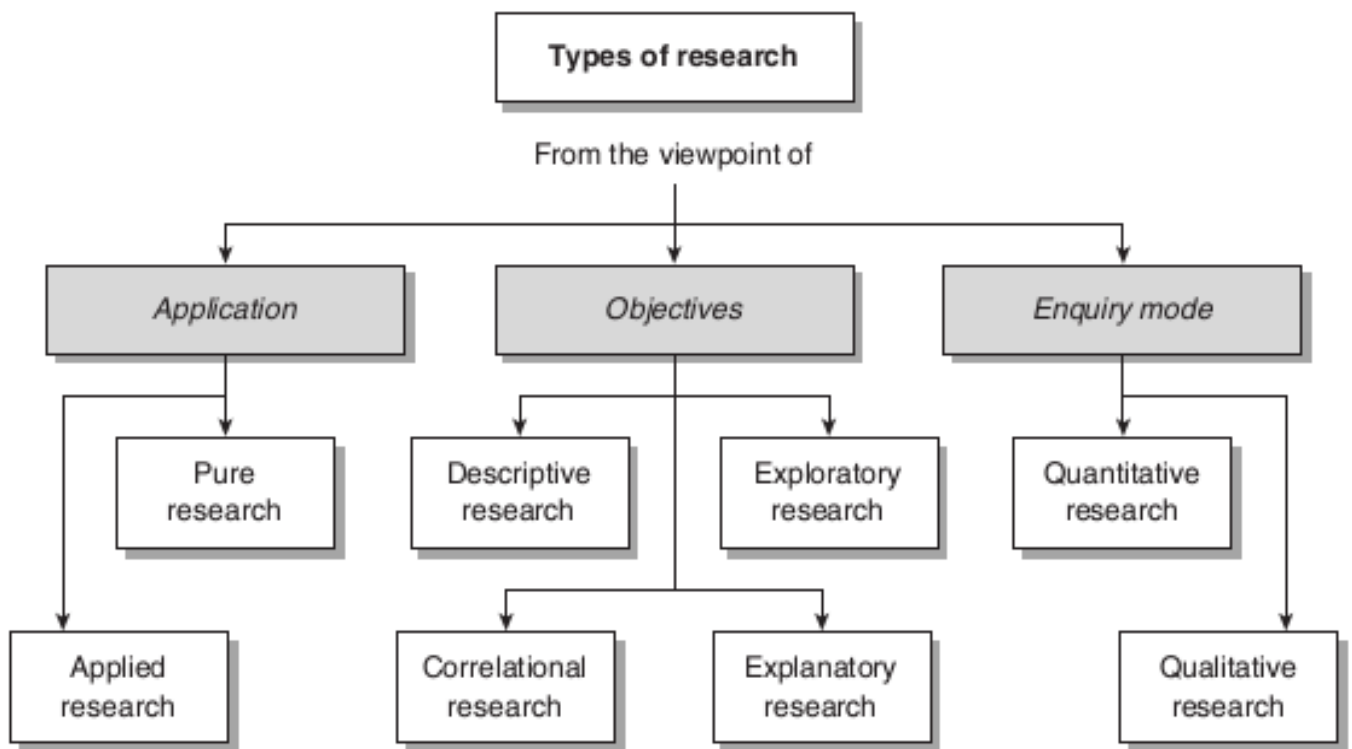 Types of research
From the viewpoint of
Application
Objectives
Enquiry mode
Pure
research
Descriptive
research
Exploratory
research
Quantitative
research
Applied
research
Correlational
research
Explanatory
research
Qualitative
research